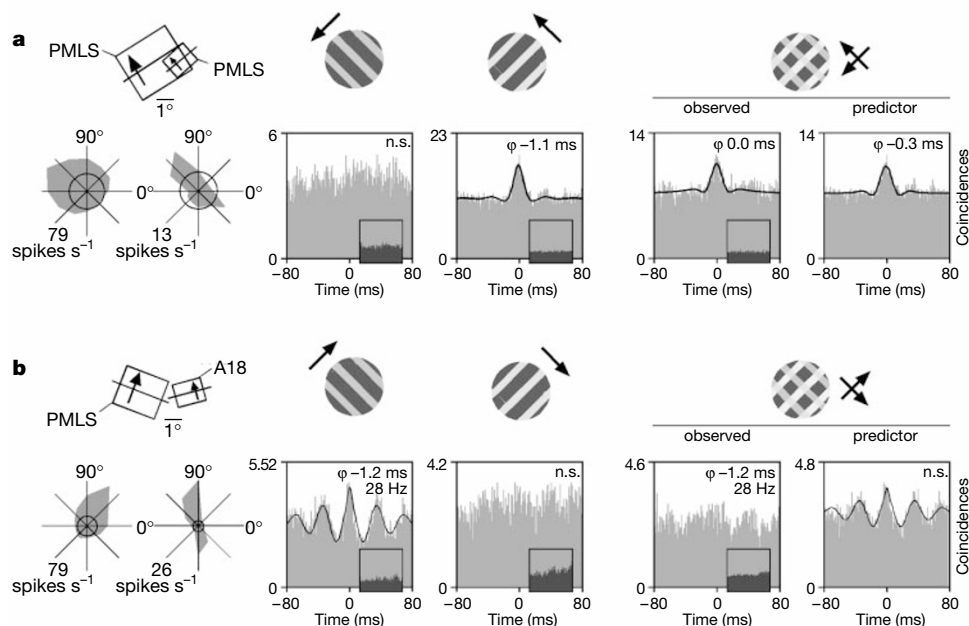 a
PMLS
PMLS
1°
observed
predictor
90°
90°
0°
0°
79
spikes s⁻¹
13
spikes s⁻¹
6
n.s.
0
−80
0
80
Time (ms)
23
φ −1.1 ms
0
−80
0
80
Time (ms)
14
φ 0.0 ms
0
−80
0
80
Time (ms)
14
φ −0.3 ms
0
−80
0
80
Time (ms)
Coincidences
b
A18
PMLS
1°
observed
predictor
90°
90°
0°
0°
79
spikes s⁻¹
26
spikes s⁻¹
5.52
φ −1.2 ms
28 Hz
0
−80
0
80
Time (ms)
4.2
n.s.
0
−80
0
80
Time (ms)
4.6
φ −1.2 ms
28 Hz
0
−80
0
80
Time (ms)
4.8
n.s.
0
−80
0
80
Time (ms)
Coincidences